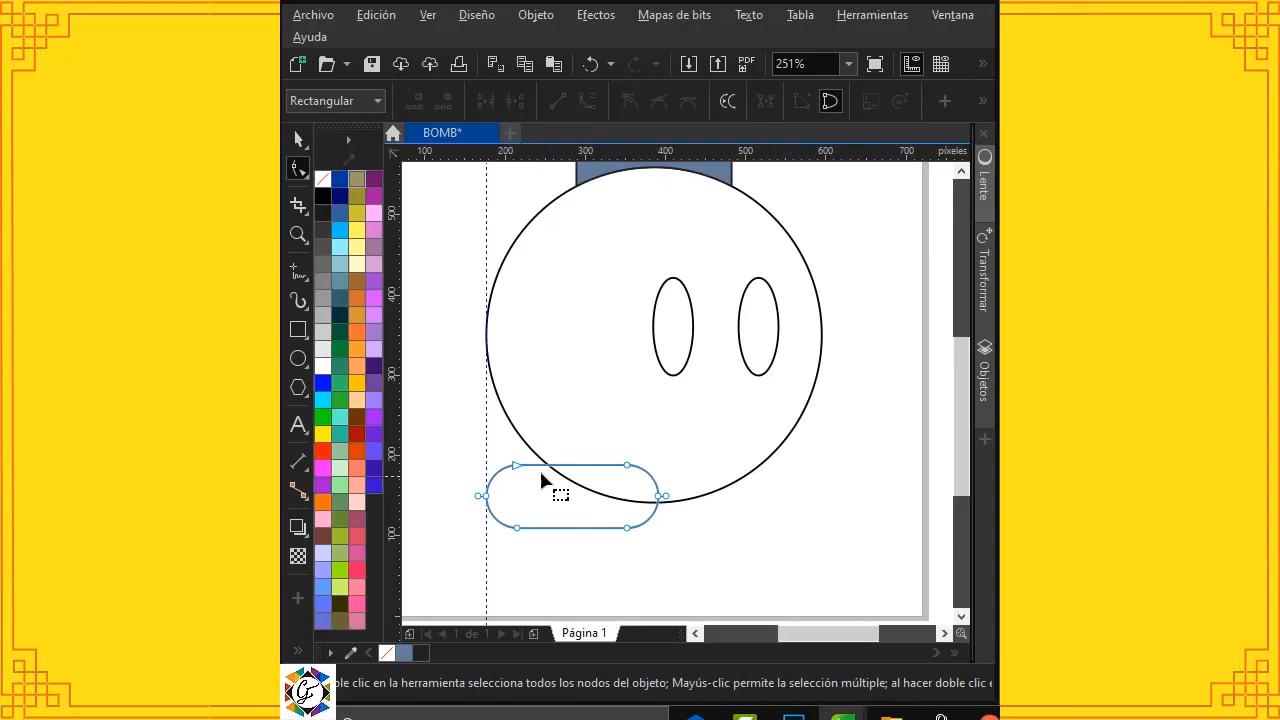 Archivo Edición Ver Diseño Objeto Efectos Mapas de bits Texto Tabla Herramientas Ventana
Ayuda
PDF 251%
Rectangular
BOMB*
100 200 300 400 500 600 700 píxeles
500
400
300
200
100
Lente
Transformar
Objetos
1 de 1 Página 1
ble clic en la herramienta selecciona todos los nodos del objeto; Mayús-clic permite la selección múltiple; al hacer doble clic e